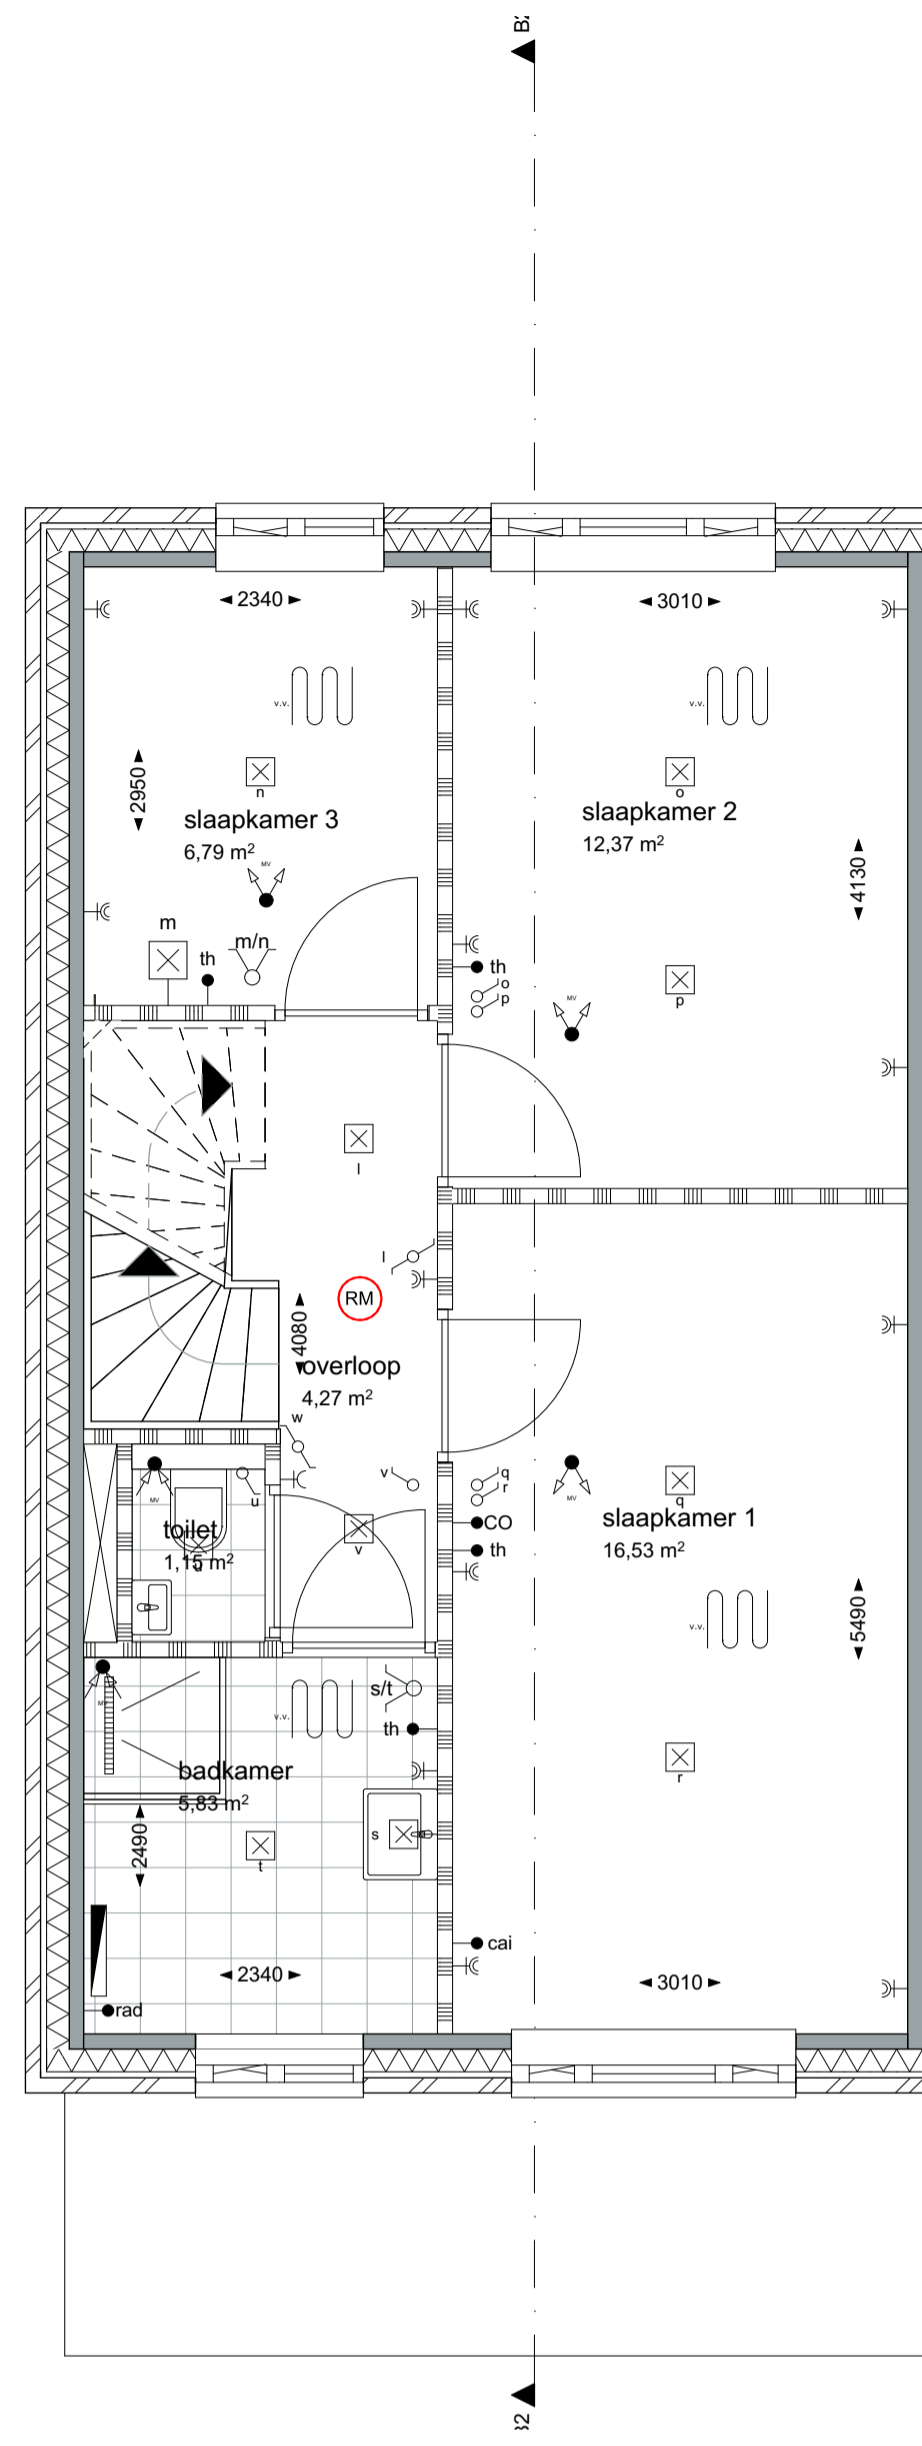 2340
3010
v.v.
v.v.
2950
n
o
slaapkamer 3
6,79 m²
slaapkamer 2
12,37 m²
MV
4130
m
m/n
th
th
o
p
p
MV
l
l
RM
4080
overloop
4,27 m²
w
MV
u
v
q
r
toilet
1,15 m²
u
v
CO
th
MV
q
slaapkamer 1
16,53 m²
5490
v.v.
MV
v.v.
s/t
th
badkamer
5,83 m²
r
2490
s
t
cai
2340
3010
rad